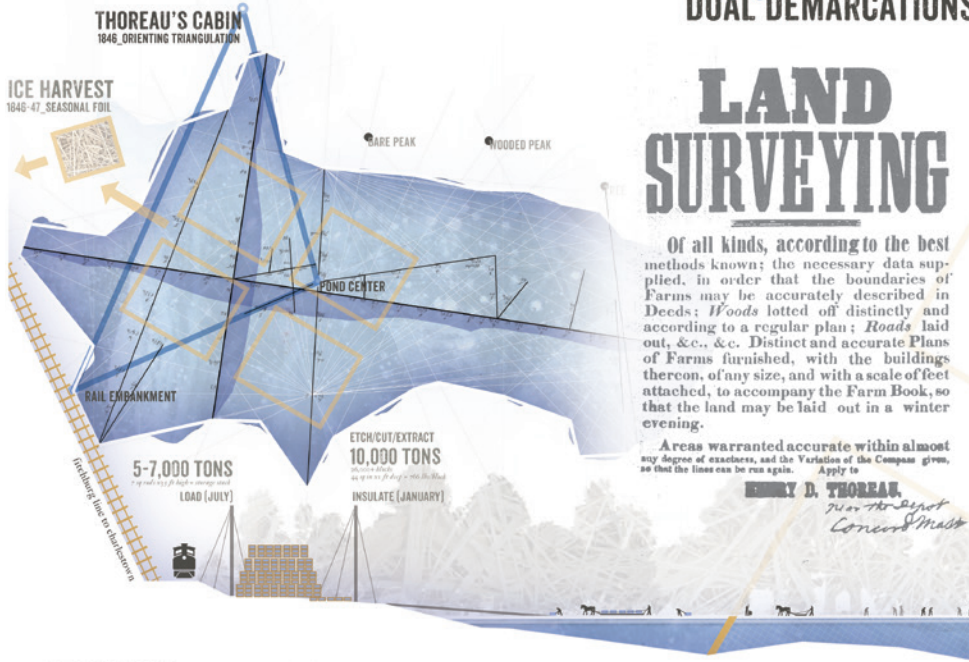 DUAL DEMARCATIONS
THOREAU'S CABIN
1846_ORIENTING TRIANGULATION
ICE HARVEST
1846-47_SEASONAL FOIL
BARE PEAK
WOODED PEAK
POND CENTER
RAIL EMBANKMENT
fitchburg line to charlestown
5-7,000 TONS
LOAD (JULY)
ETCH/CUT/EXTRACT
10,000 TONS
INSULATE (JANUARY)
LAND
SURVEYING
Of all kinds, according to the best
methods known; the necessary data sup-
plied, in order that the boundaries of
Farms may be accurately described in
Deeds; Woods lotted off distinctly and
according to a regular plan; Roads laid
out, &c., &c. Distinct and accurate Plans
of Farms furnished, with the buildings
thereon, of any size, and with a scale of feet
attached, to accompany the Farm Book, so
that the land may be laid out in a winter
evening.
Areas warranted accurate within almost
any degree of exactness, and the Variation of the Compass given,
so that the lines can be run again. Apply to
HENRY D. THOREAU.
near the Depot
Concord Mass